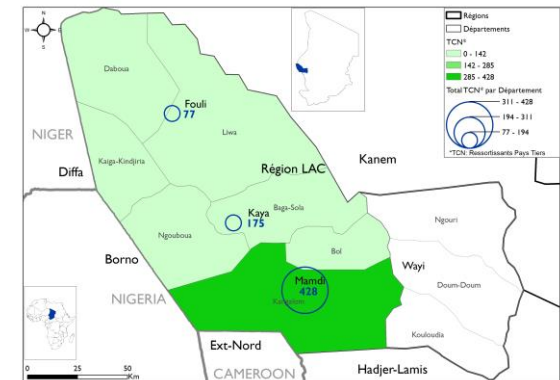 N
W
E
S
Régions
Départements
TCN*
0 - 142
142 - 285
285 - 428
Total TCN* par Département
311 - 428
194 - 311
77 - 194
*TCN: Ressortissants Pays Tiers
Daboua
Fouli
77
NIGER
Liwa
Diffa
Kaiga-Kindjiria
Région LAC
Kanem
Kaya
175
Baga-Sola
Ngouri
Ngouboua
Bol
Borno
Wayi
Mamdi
428
Doum-Doum
NIGERIA
Kouloudia
Ext-Nord
Hadjer-Lamis
CAMEROON
0 25 50
Km